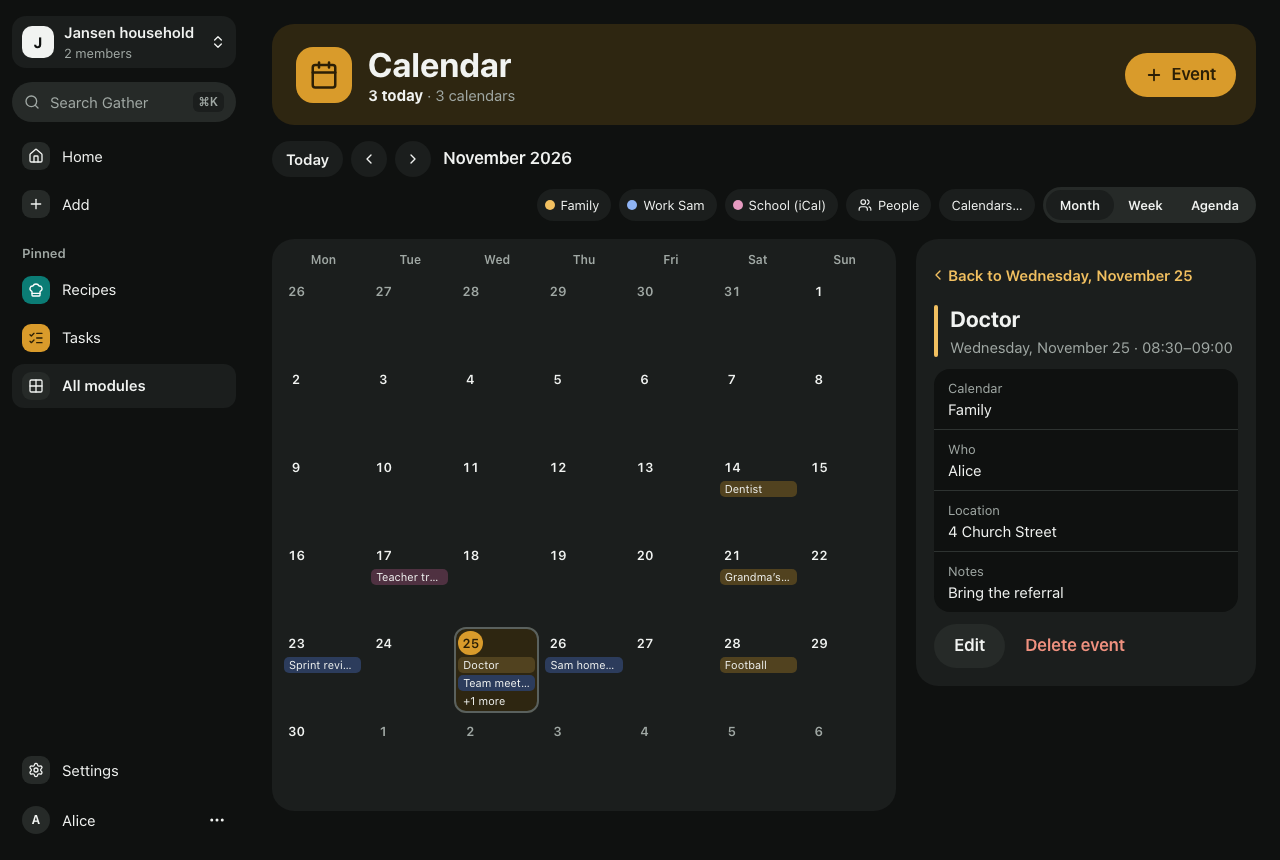 J
Jansen household
2 members
Search Gather ⌘K
Home
Add
Pinned
Recipes
Tasks
All modules
Settings
A
Alice
Calendar
3 today · 3 calendars
+ Event
Today
November 2026
Family
Work Sam
School (iCal)
People
Calendars...
Month
Week
Agenda
Mon Tue Wed Thu Fri Sat Sun
26 27 28 29 30 31 1
2 3 4 5 6 7 8
9 10 11 12 13 14 15
Dentist
16 17 18 19 20 21 22
Teacher tr... Grandma's...
23 24 25 26 27 28 29
Sprint revi... Doctor Sam home... Football
Team meet...
+1 more
30 1 2 3 4 5 6
Back to Wednesday, November 25
Doctor
Wednesday, November 25 · 08:30–09:00
Calendar
Family
Who
Alice
Location
4 Church Street
Notes
Bring the referral
Edit
Delete event